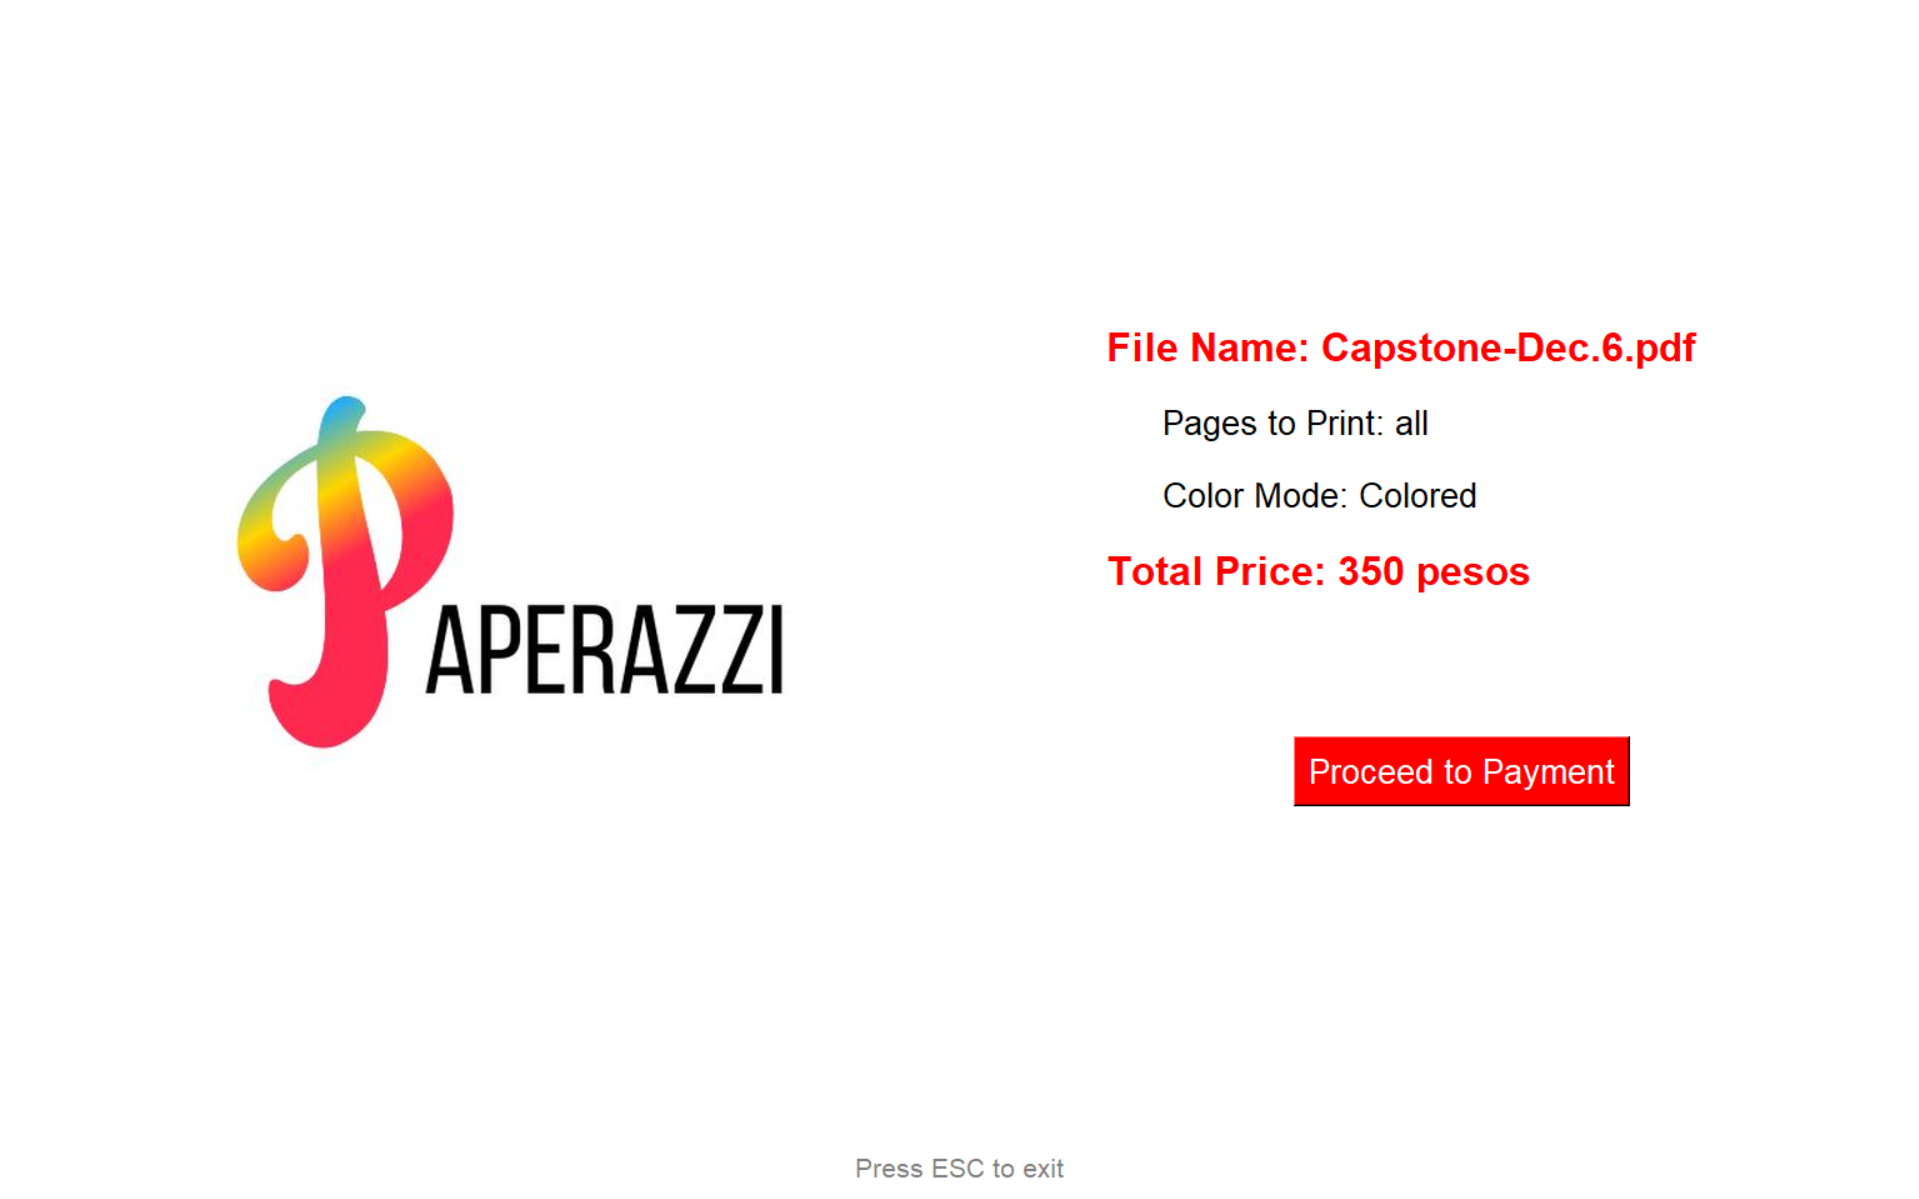 PAPERAZZI
File Name: Capstone-Dec.6.pdf
Pages to Print: all
Color Mode: Colored
Total Price: 350 pesos
Proceed to Payment
Press ESC to exit